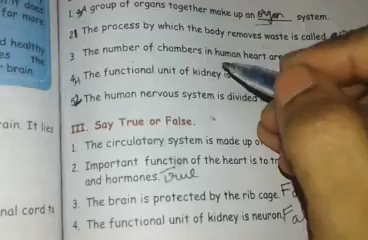 it does
for more
d healthy
es the
brain
rain. It lies
nal cord to
1. A group of organs together make up an organ system.
2. The process by which the body removes waste is called
3. The number of chambers in human heart are
4. The functional unit of kidney is
5. The human nervous system is divided
III. Say True or False.
1. The circulatory system is made up o
2. Important function of the heart is to tr
and hormones. True
3. The brain is protected by the rib cage. Fa
4. The functional unit of kidney is neuron. Fa